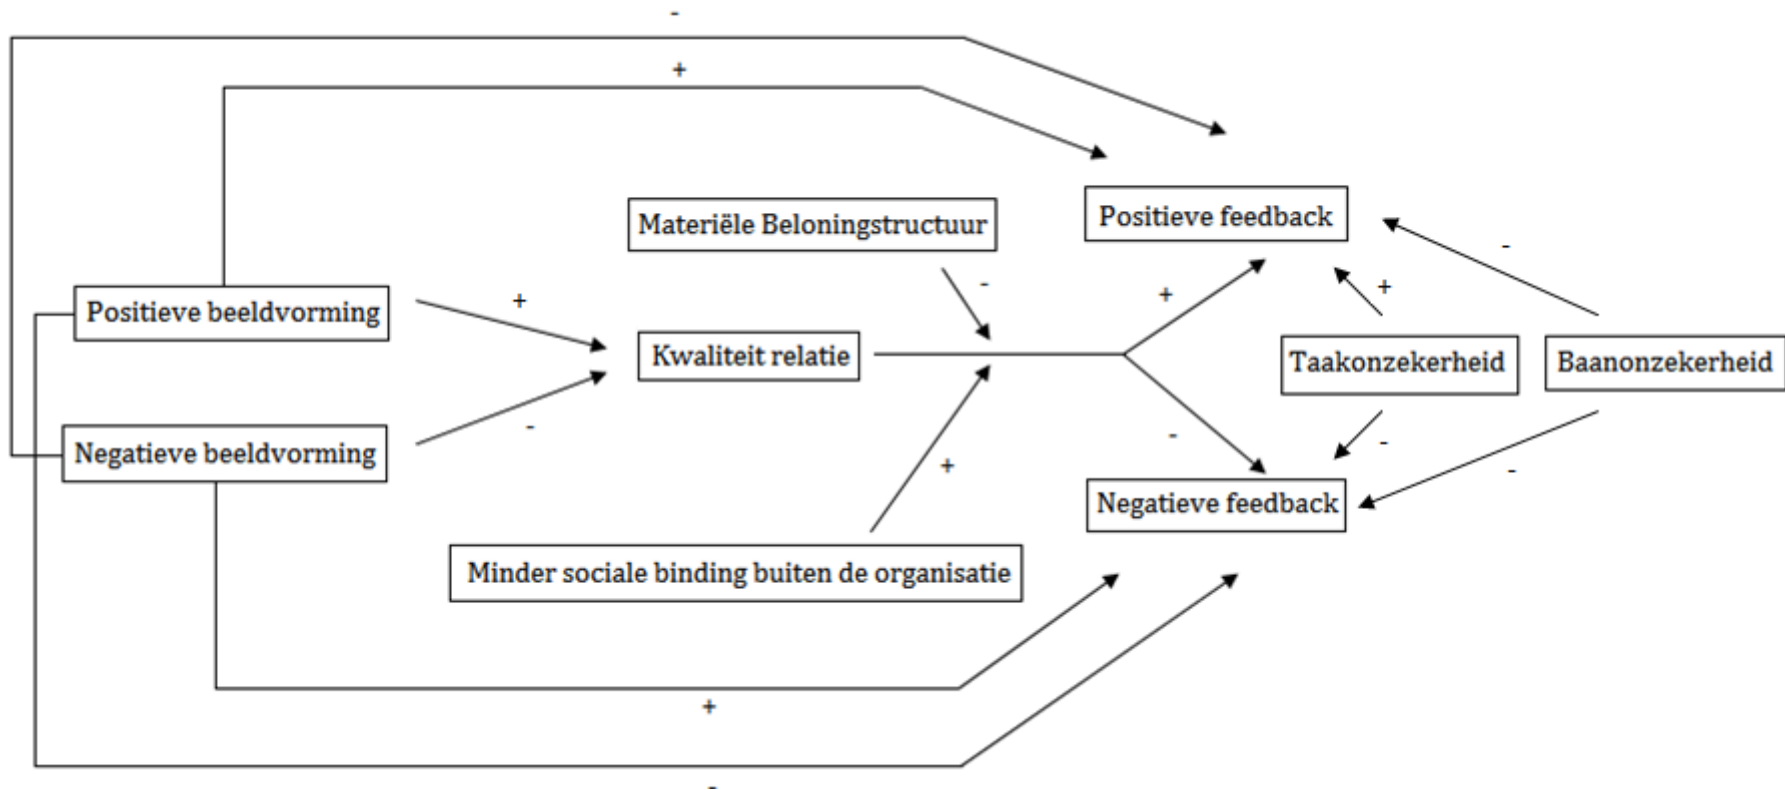 -
+
Materiële Beloningstructuur
Positieve feedback
-
-
+
+
Positieve beeldvorming
+
Kwaliteit relatie
Taakonzekerheid
Baanonzekerheid
Negatieve beeldvorming
-
-
-
-
+
Negatieve feedback
Minder sociale binding buiten de organisatie
+
-